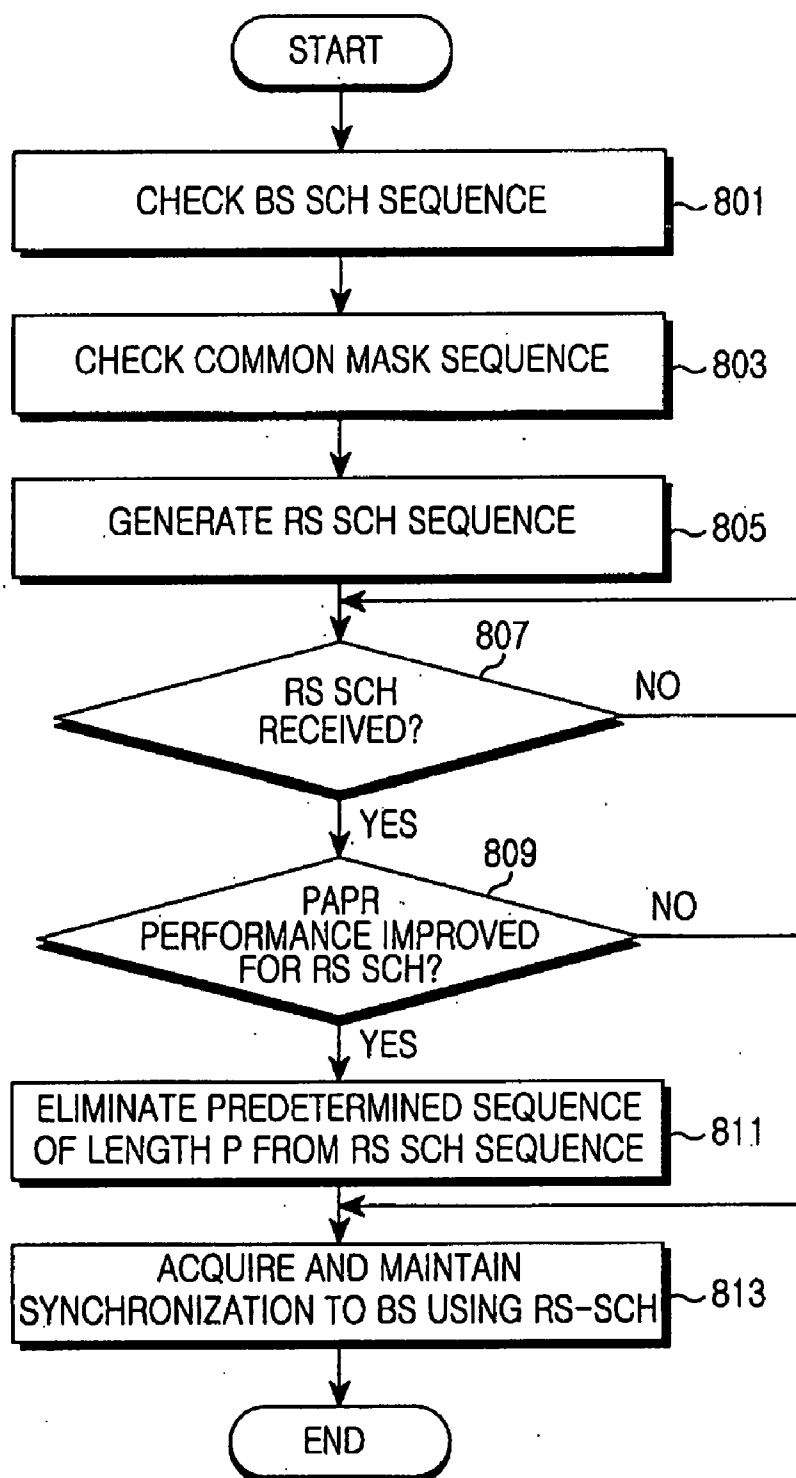 START
CHECK BS SCH SEQUENCE
801
CHECK COMMON MASK SEQUENCE
803
GENERATE RS SCH SEQUENCE
805
807
RS SCH
RECEIVED?
NO
YES
809
PAPR
PERFORMANCE IMPROVED
FOR RS SCH?
NO
YES
ELIMINATE PREDETERMINED SEQUENCE
OF LENGTH P FROM RS SCH SEQUENCE
811
ACQUIRE AND MAINTAIN
SYNCHRONIZATION TO BS USING RS-SCH
813
END